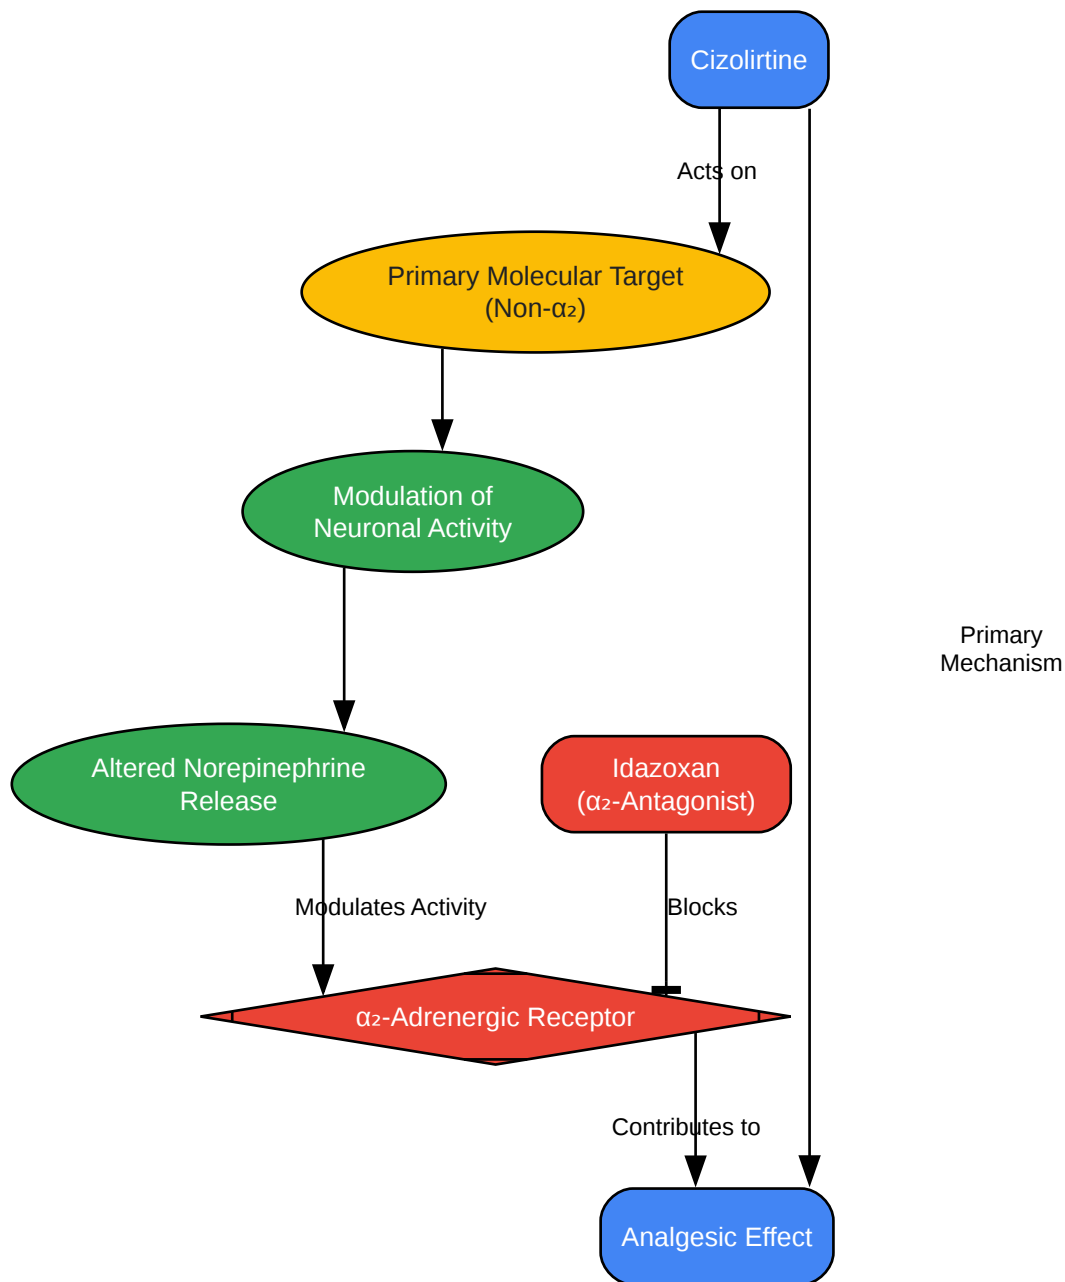 Cizolirtine
Acts on
Primary Molecular Target
(Non-α₂)
Modulation of
Neuronal Activity
Primary
Mechanism
Altered Norepinephrine
Release
Idazoxan
(α₂-Antagonist)
Modulates Activity
Blocks
α₂-Adrenergic Receptor
Contributes to
Analgesic Effect